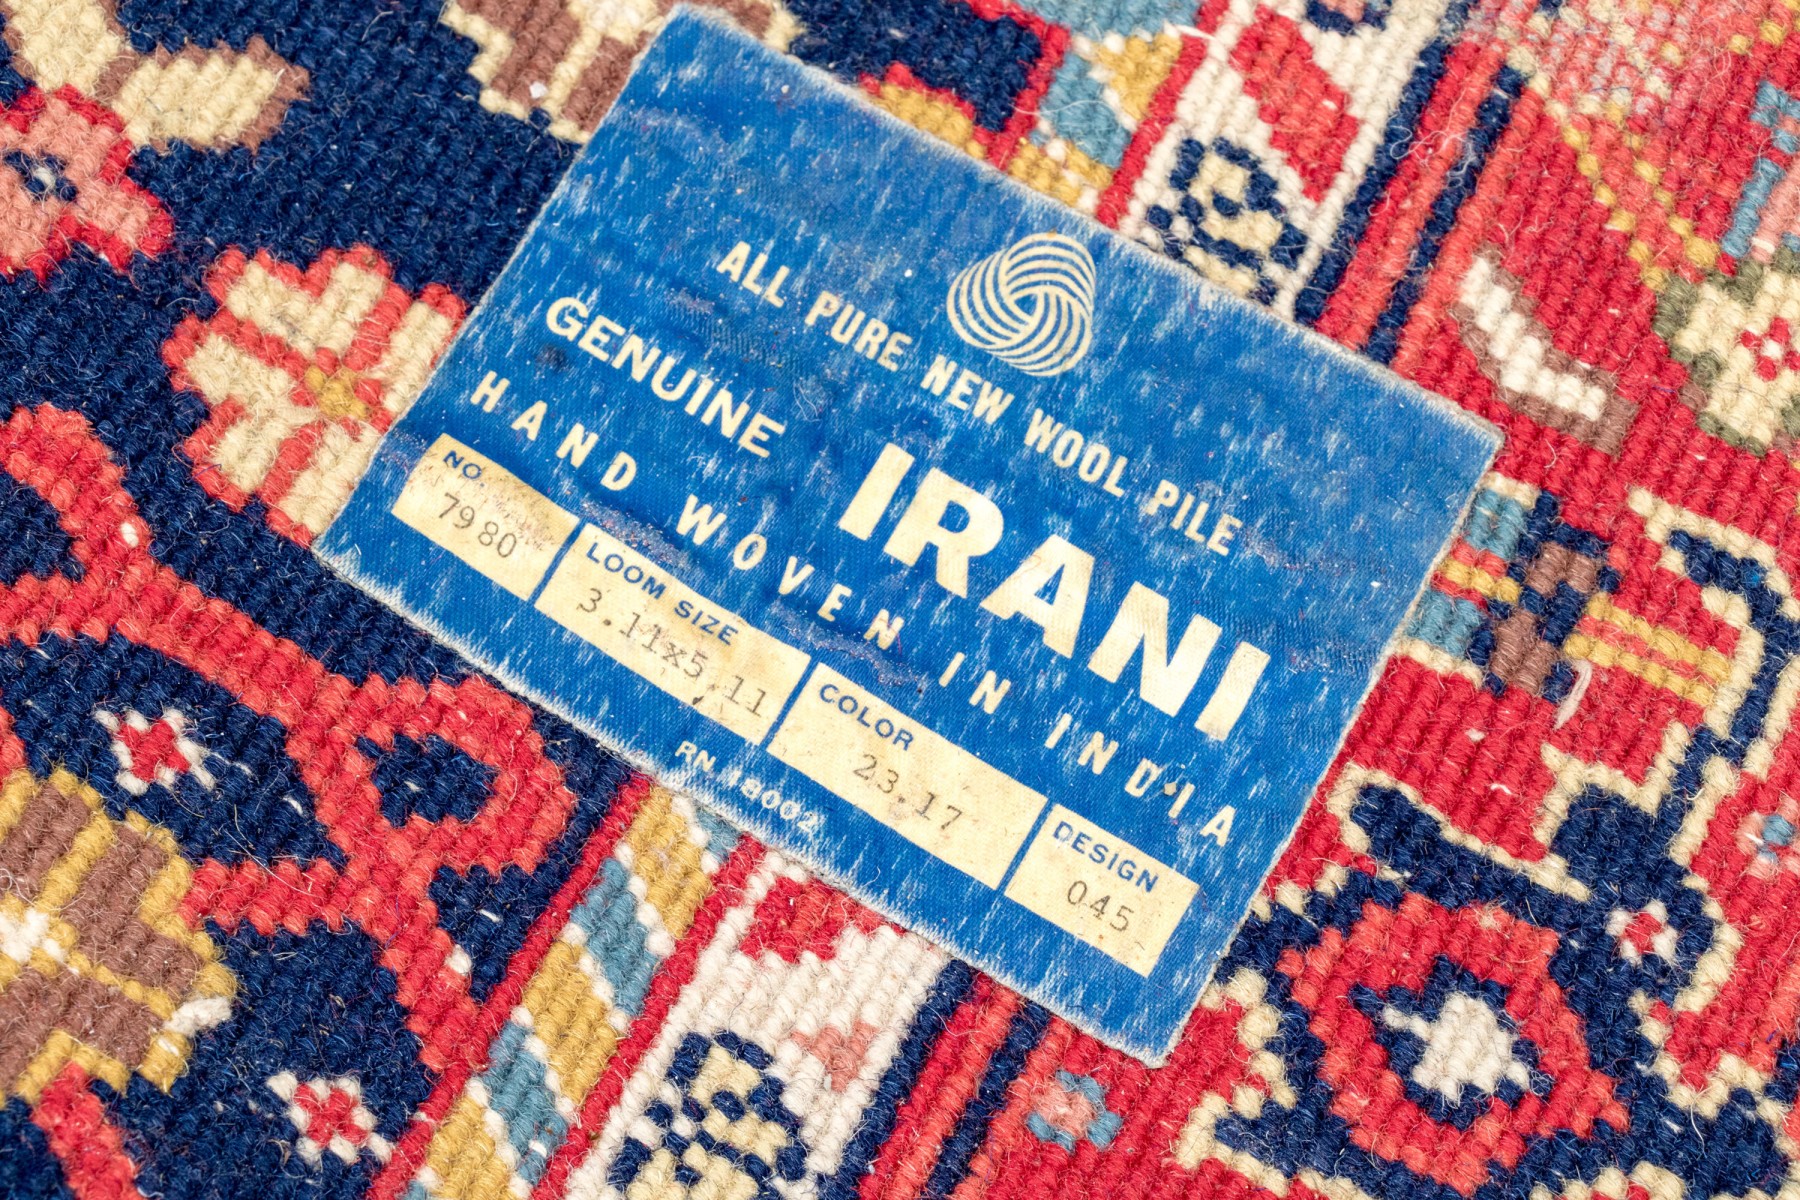 ALL PURE NEW WOOL PILE
GENUINE IRANI
HAND WOVEN IN INDIA
NO. LOOM SIZE COLOR DESIGN
7980 3.11x5.11 23.17 045
RN 18002